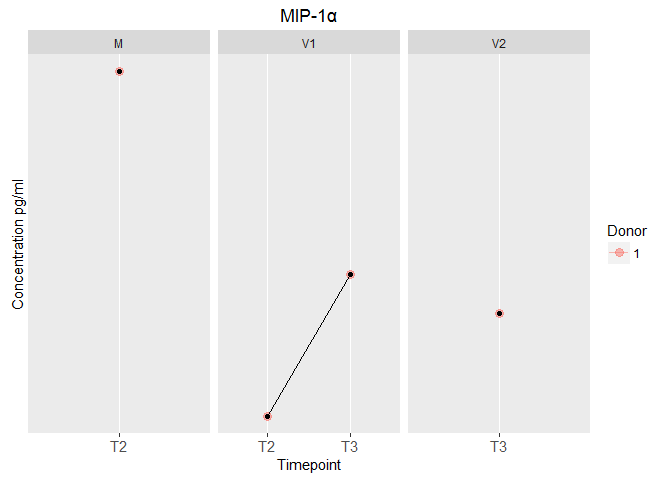 MIP-1α
M V1 V2
Concentration pg/ml
Donor
1
T2 T2 T3 T3
Timepoint